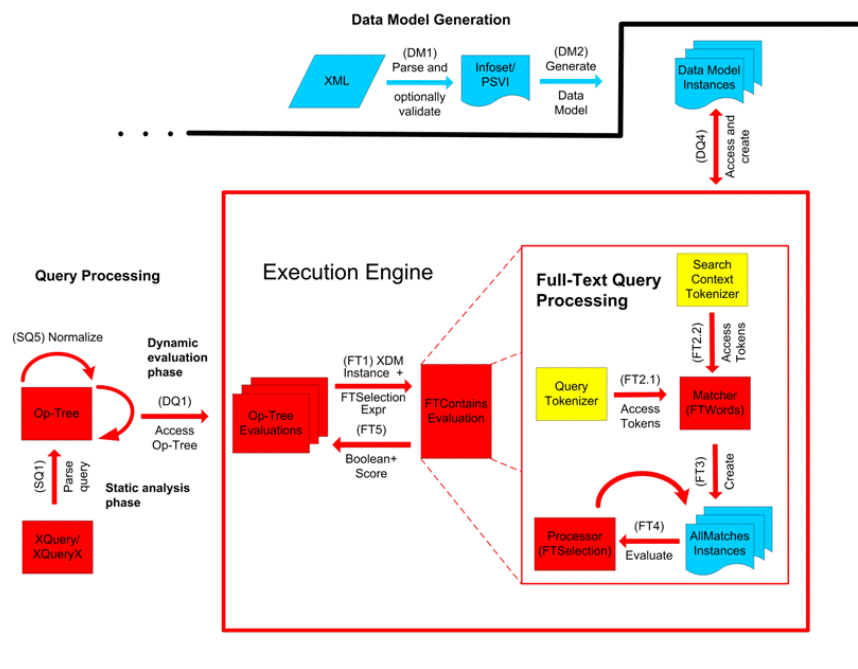 Data Model Generation
XML
(DM1)
Parse and
optionally
validate
Infoset/
PSVI
(DM2)
Generate
Data
Model
Data Model
Instances
. . .
(DQ4)
Access and
create
Query Processing
Execution Engine
Full-Text Query
Processing
Search
Context
Tokenizer
(SQ5) Normalize
Dynamic
evaluation
phase
(FT2.2)
Access
Tokens
(FT1) XDM
Instance +
FTSelection
Expr
Op-Tree
(DQ1)
Access
Op-Tree
Op-Tree
Evaluations
FTContains
Evaluation
Query
Tokenizer
(FT2.1)
Access
Tokens
Matcher
(FTWords)
(FT5)
Boolean+
Score
(SQ1)
Parse
query
Static analysis
phase
(FT3)
Create
XQuery/
XQueryX
Processor
(FTSelection)
(FT4)
Evaluate
AllMatches
Instances